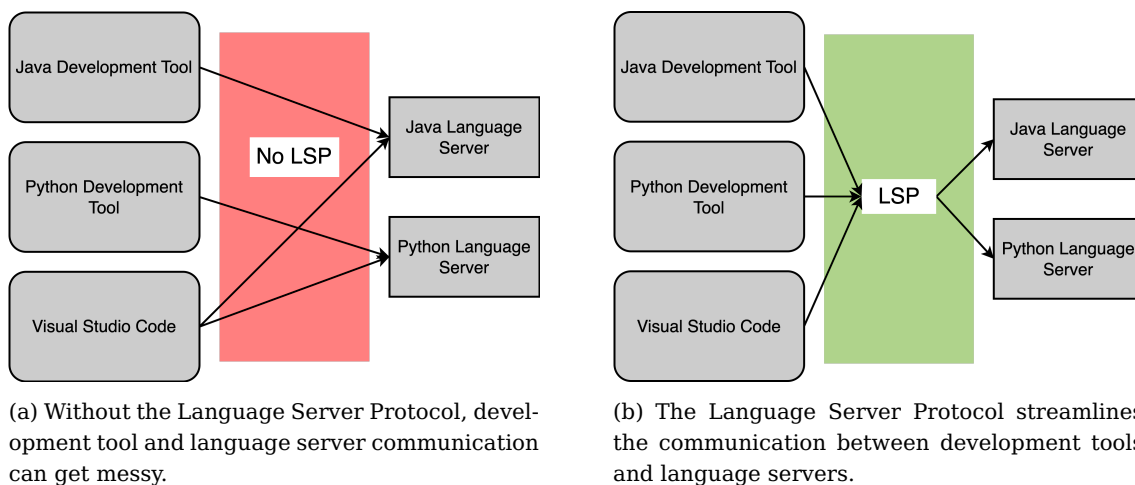 Java Development Tool
No LSP
Java Language
Server
Python Development
Tool
Python Language
Server
Visual Studio Code
(a) Without the Language Server Protocol, devel-
opment tool and language server communication
can get messy.
Java Development Tool
Java Language
Server
Python Development
Tool
LSP
Python Language
Server
Visual Studio Code
(b) The Language Server Protocol streamlines
the communication between development tools
and language servers.